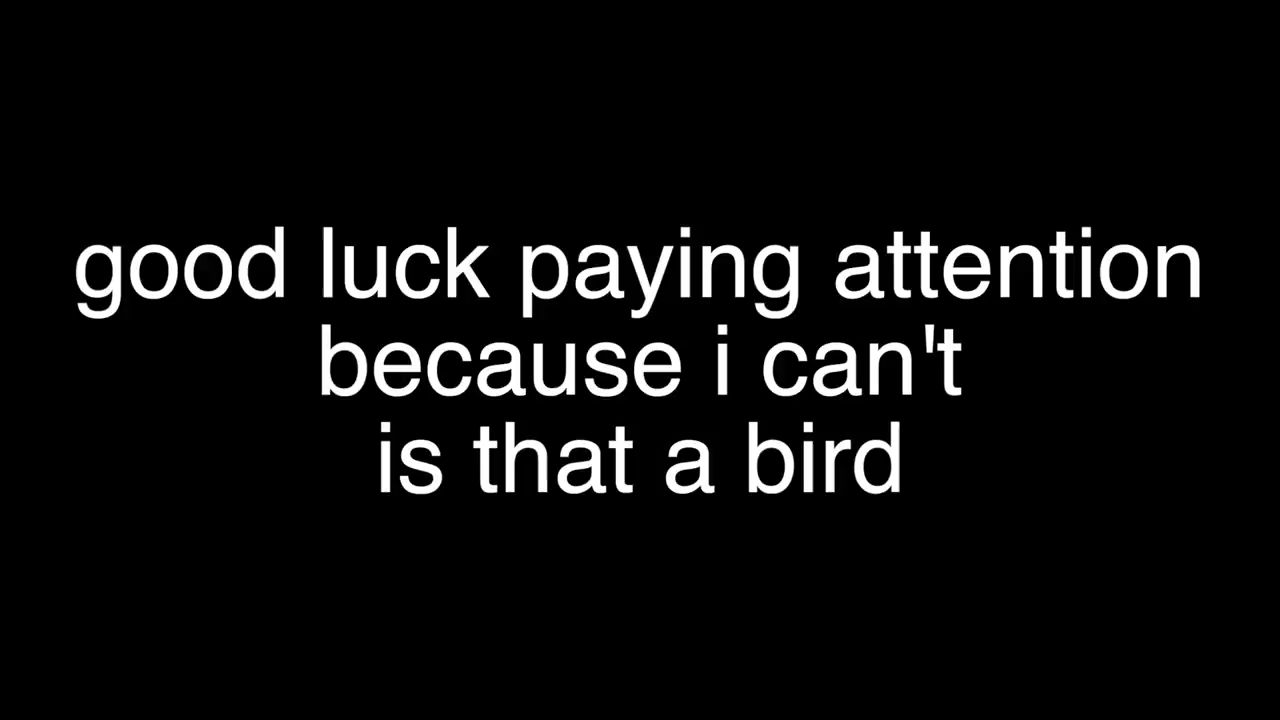 good luck paying attention
because i can't
is that a bird